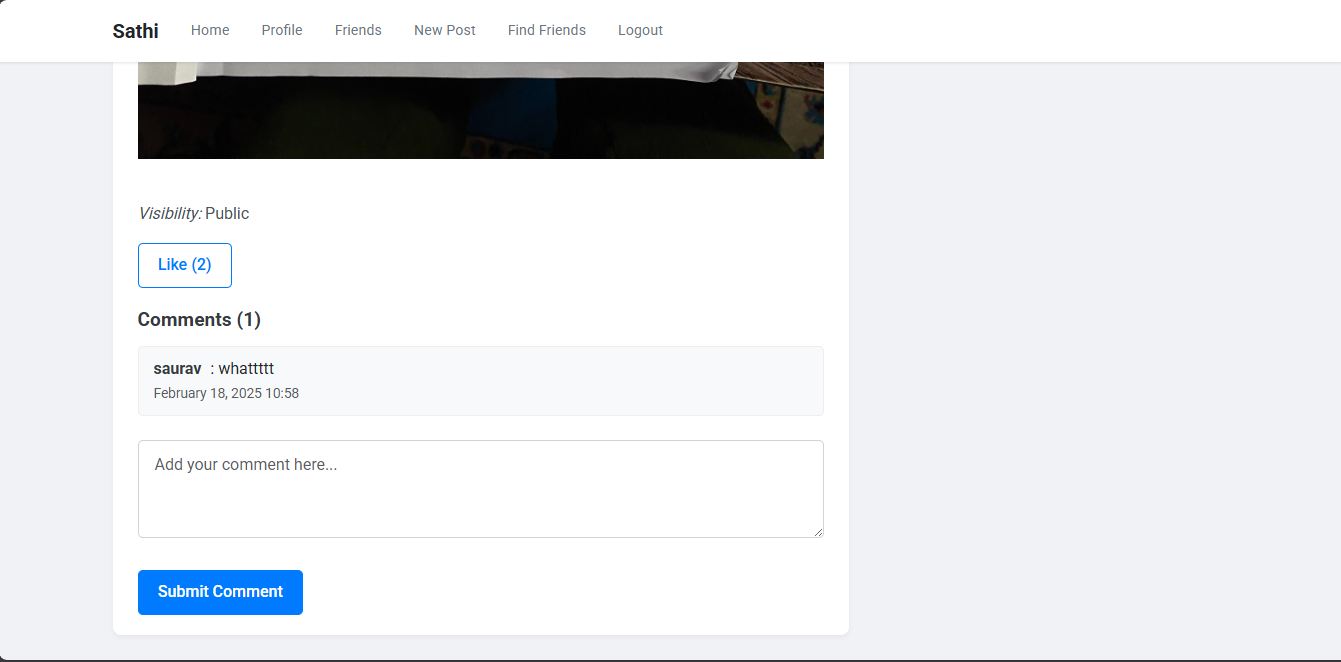 Sathi Home Profile Friends New Post Find Friends Logout
Visibility: Public
Like (2)
Comments (1)
saurav : whattttt
February 18, 2025 10:58
Add your comment here...
Submit Comment